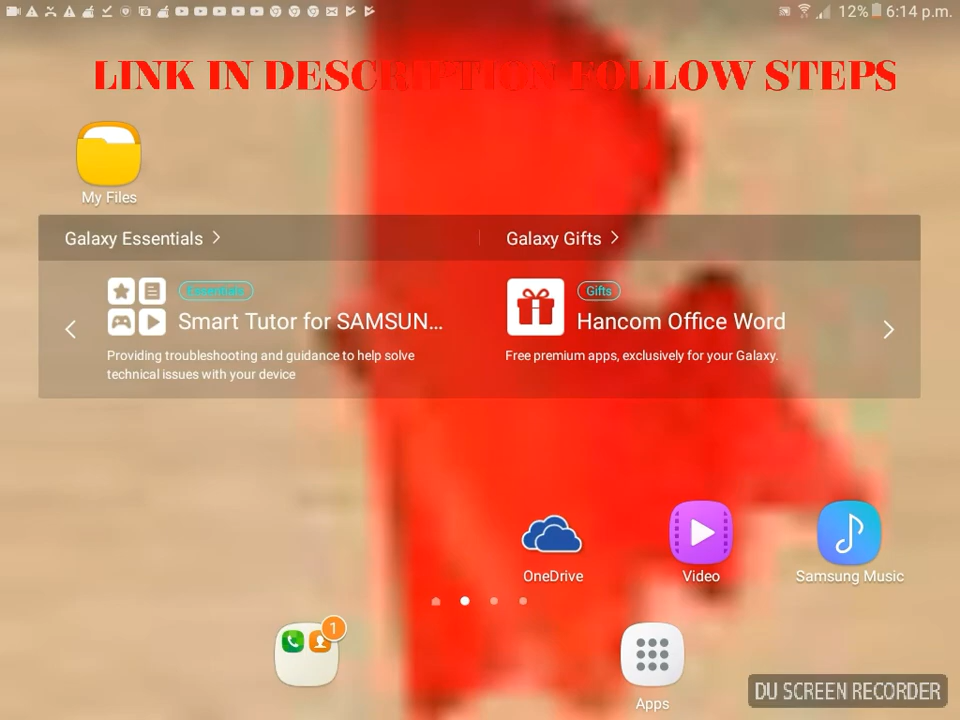 12% 6:14 p.m.
LINK IN DESCRIPTION FOLLOW STEPS
My Files
Galaxy Essentials
Galaxy Gifts
Essentials
Smart Tutor for SAMSUN...
Providing troubleshooting and guidance to help solve
technical issues with your device
Gifts
Hancom Office Word
Free premium apps, exclusively for your Galaxy.
OneDrive
Video
Samsung Music
1
Apps
DU SCREEN RECORDER